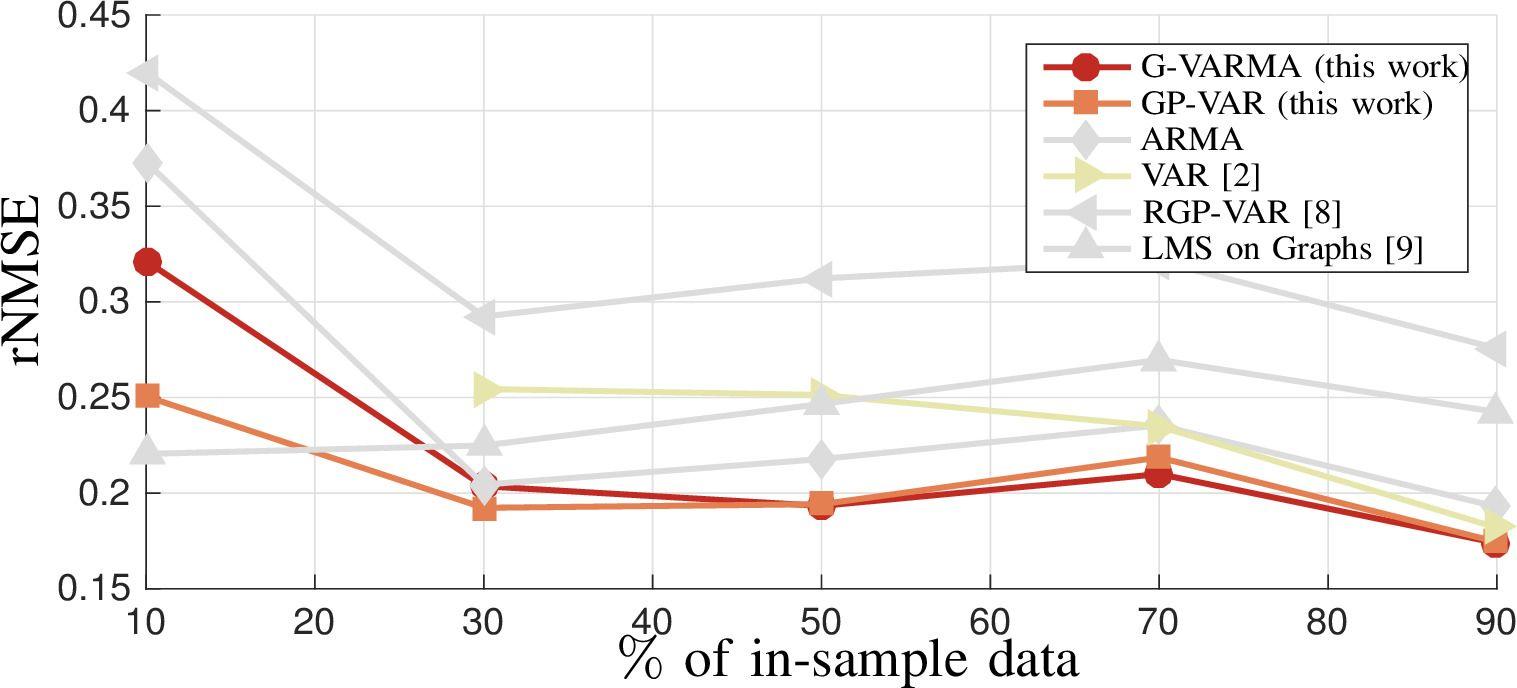 0.45
0.4
0.35
0.3
0.25
0.2
0.15
rNMSE
G-VARMA (this work)
GP-VAR (this work)
ARMA
VAR [2]
RGP-VAR [8]
LMS on Graphs [9]
10 20 30 40 50 60 70 80 90
% of in-sample data